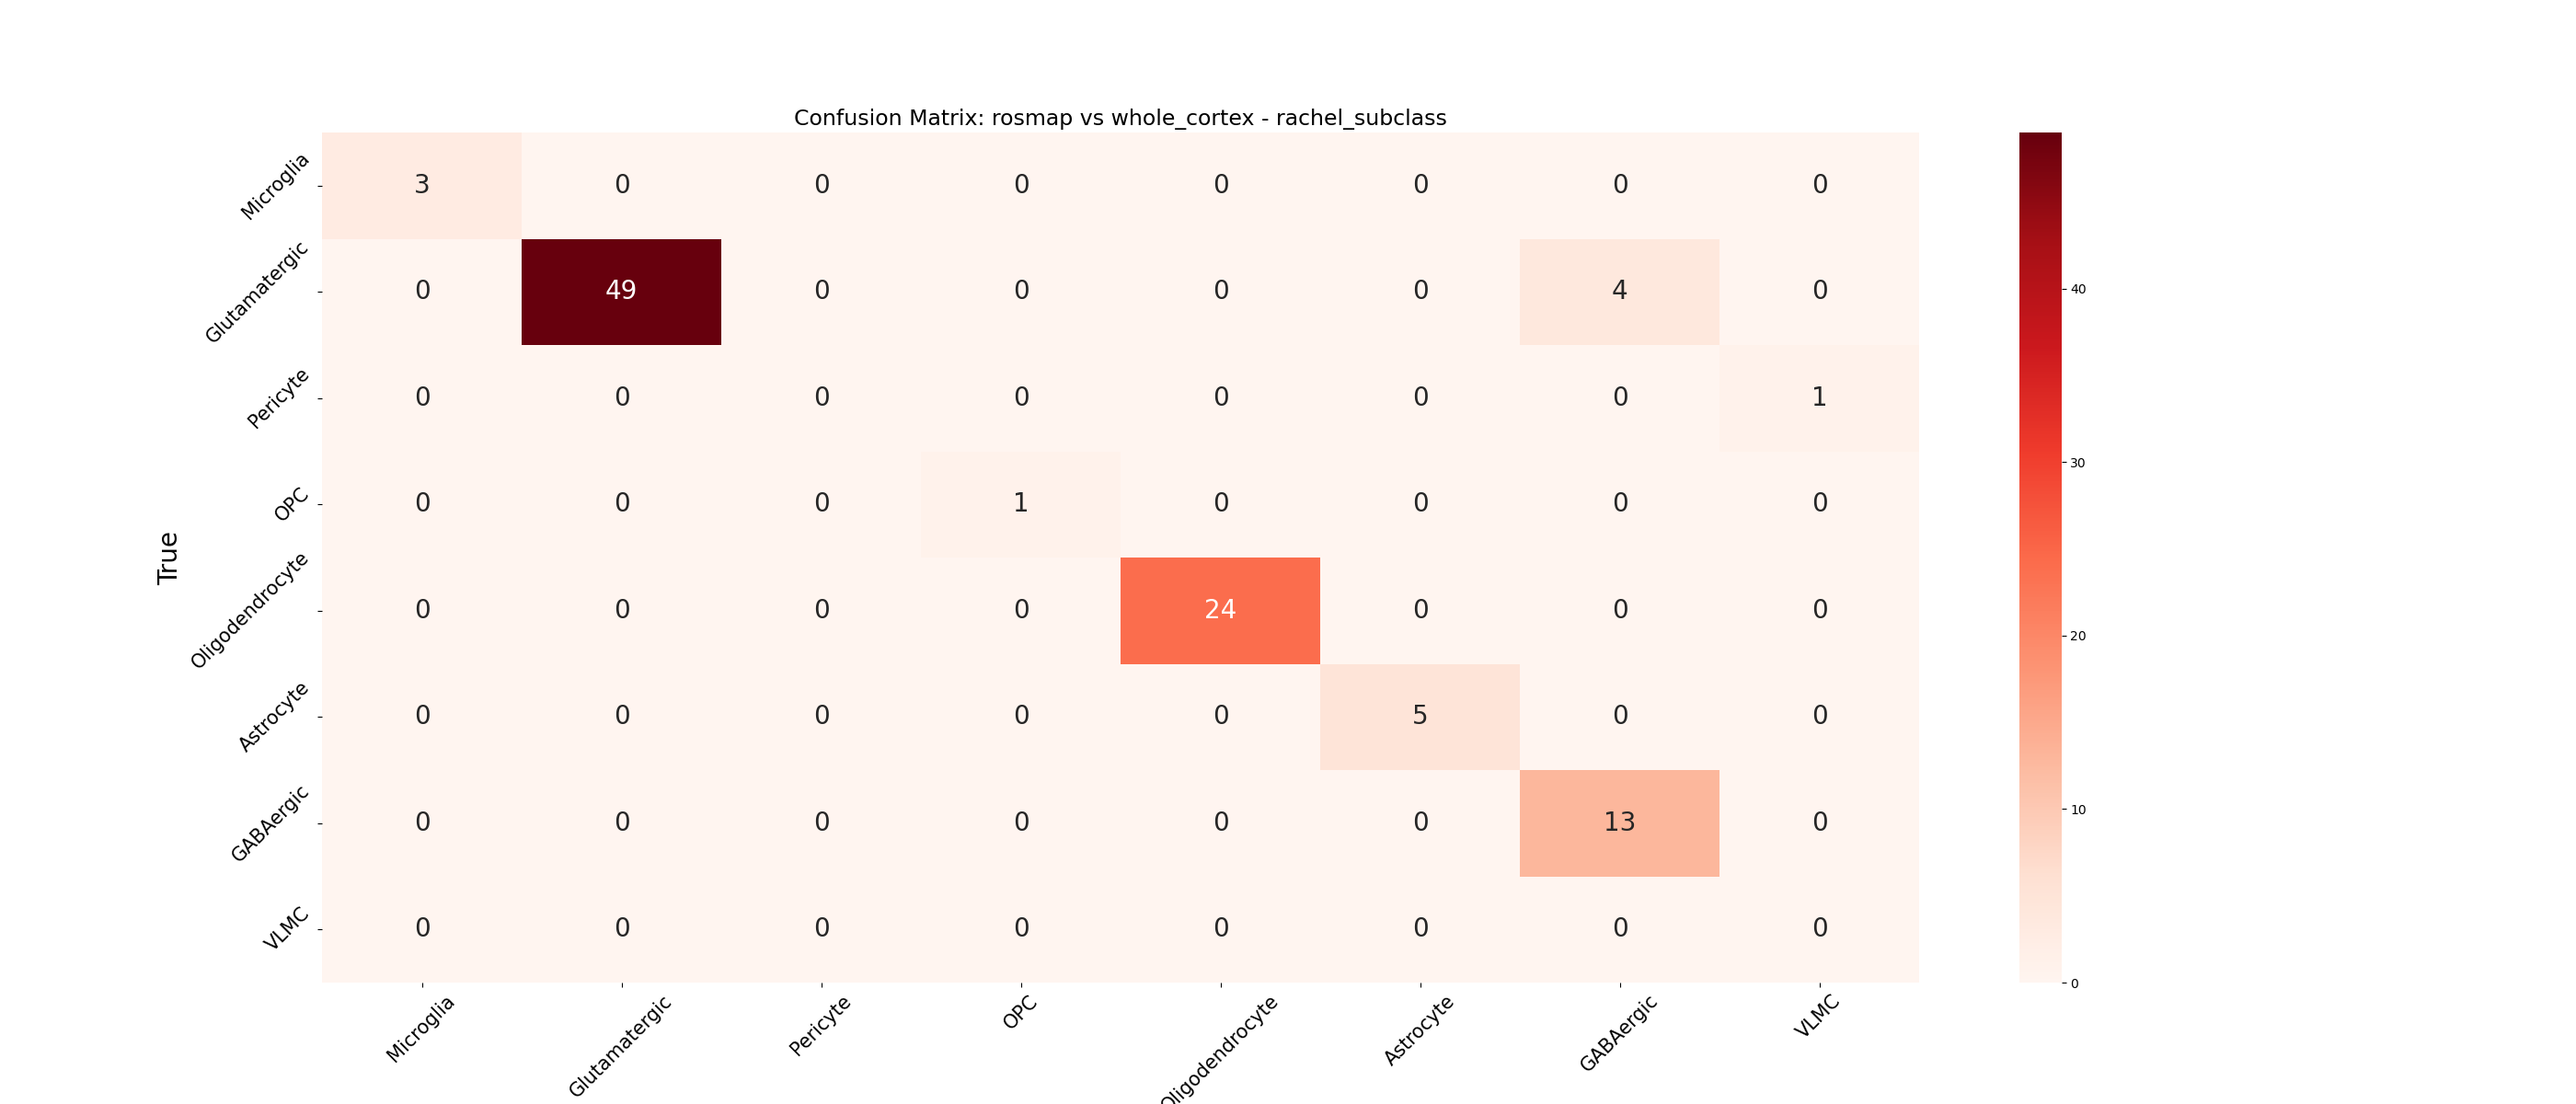 Confusion Matrix: rosmap vs whole_cortex - rachel_subclass
True
Microglia 3 0 0 0 0 0 0 0
Glutamatergic 0 49 0 0 0 0 4 0
Pericyte 0 0 0 0 0 0 0 1
OPC 0 0 0 1 0 0 0 0
Oligodendrocyte 0 0 0 0 24 0 0 0
Astrocyte 0 0 0 0 0 5 0 0
GABAergic 0 0 0 0 0 0 13 0
VLMC 0 0 0 0 0 0 0 0
Microglia Glutamatergic Pericyte OPC Oligodendrocyte Astrocyte GABAergic VLMC
40
30
20
10
0